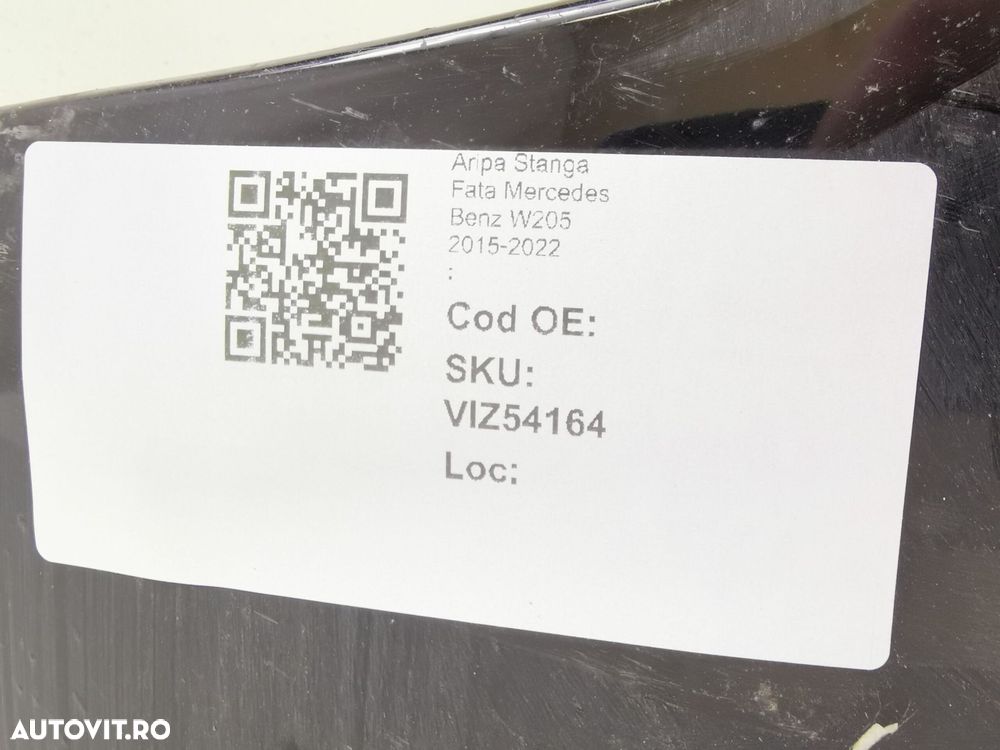 Aripa Stanga
Fata Mercedes
Benz W205
2015-2022
:
Cod OE:
SKU:
VIZ54164
Loc:
AUTOVIT.RO